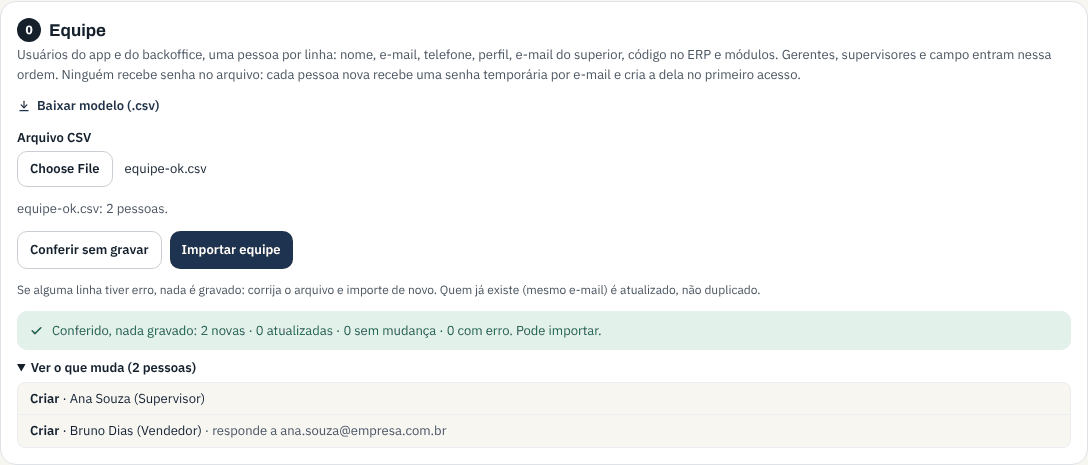 0 Equipe
Usuários do app e do backoffice, uma pessoa por linha: nome, e-mail, telefone, perfil, e-mail do superior, código no ERP e módulos. Gerentes, supervisores e campo entram nessa
ordem. Ninguém recebe senha no arquivo: cada pessoa nova recebe uma senha temporária por e-mail e cria a dela no primeiro acesso.
Baixar modelo (.csv)
Arquivo CSV
Choose File equipe-ok.csv
equipe-ok.csv: 2 pessoas.
Conferir sem gravar Importar equipe
Se alguma linha tiver erro, nada é gravado: corrija o arquivo e importe de novo. Quem já existe (mesmo e-mail) é atualizado, não duplicado.
Conferido, nada gravado: 2 novas · 0 atualizadas · 0 sem mudança · 0 com erro. Pode importar.
Ver o que muda (2 pessoas)
Criar · Ana Souza (Supervisor)
Criar · Bruno Dias (Vendedor) · responde a ana.souza@empresa.com.br